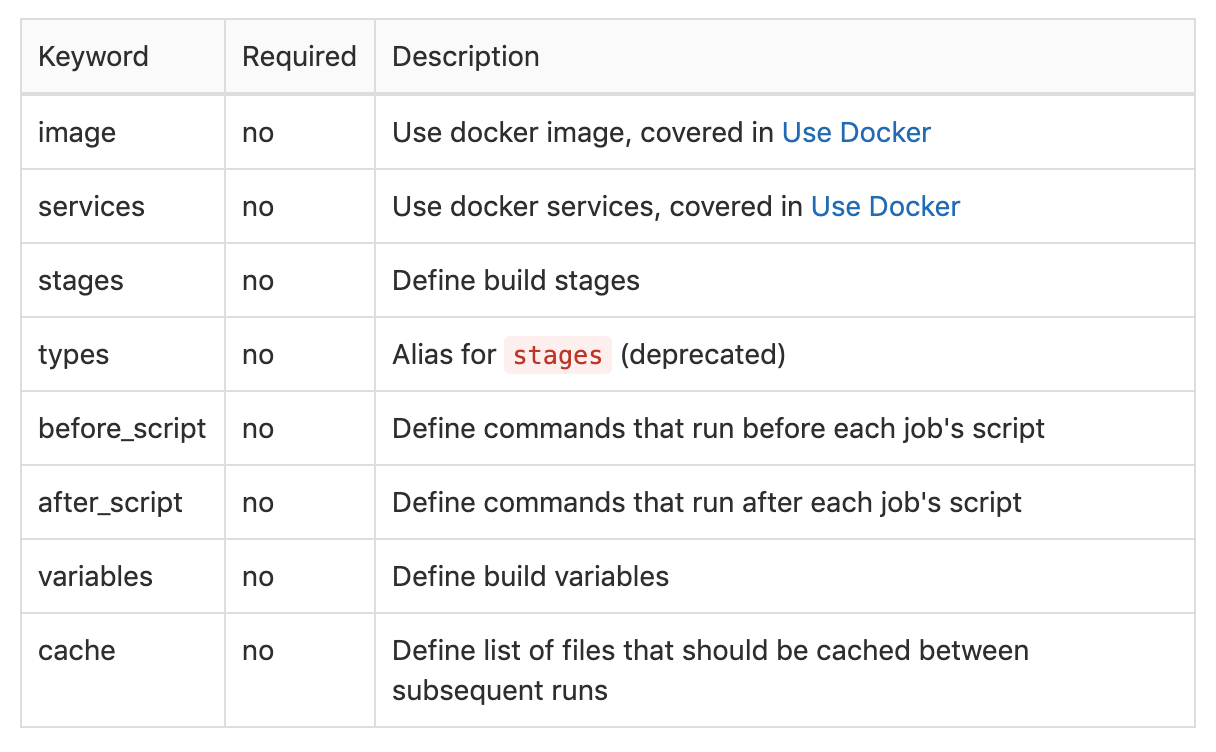 Keyword Required Description
image no Use docker image, covered in Use Docker
services no Use docker services, covered in Use Docker
stages no Define build stages
types no Alias for stages (deprecated)
before_script no Define commands that run before each job's script
after_script no Define commands that run after each job's script
variables no Define build variables
cache no Define list of files that should be cached between
subsequent runs